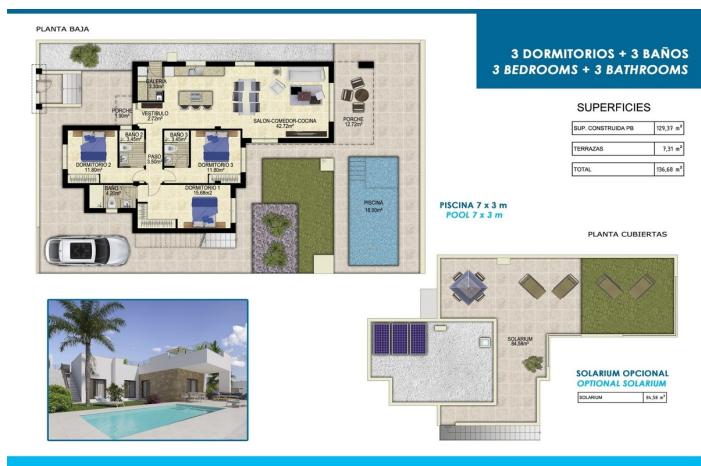 PLANTA BAJA
3 DORMITORIOS + 3 BAÑOS
3 BEDROOMS + 3 BATHROOMS
SUPERFICIES
SUP. CONSTRUIDA PB 129,37 m²
TERRAZAS 7,31 m²
TOTAL 136,68 m²
GALERIA
3.30m²
PORCHE
1.90m²
VESTIBULO
2.72m²
SALON-COMEDOR-COCINA
42.72m²
PORCHE
12.72m²
BAÑO 2
3.45m²
BAÑO 3
3.45m²
PASO
3.50m²
DORMITORIO 2
11.80m²
DORMITORIO 3
11.80m²
BAÑO 1
4.20m²
DORMITORIO 1
15.68m2
PISCINA
18.00m²
PISCINA 7 x 3 m
POOL 7 x 3 m
PLANTA CUBIERTAS
SOLARIUM
84,58m²
SOLARIUM OPCIONAL
OPTIONAL SOLARIUM
SOLARIUM 84,58 m²